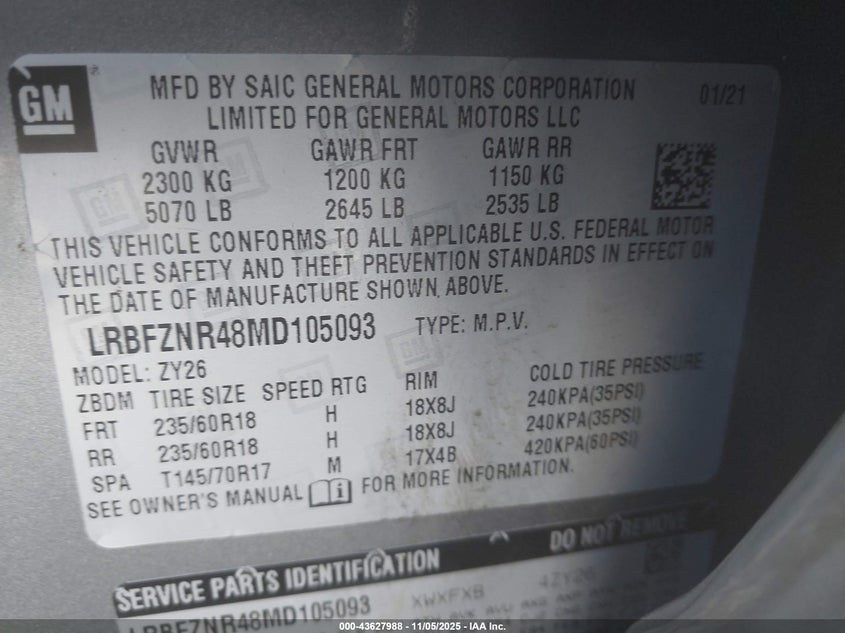 GM
MFD BY SAIC GENERAL MOTORS CORPORATION 01/21
LIMITED FOR GENERAL MOTORS LLC
GVWR GAWR FRT GAWR RR
2300 KG 1200 KG 1150 KG
5070 LB 2645 LB 2535 LB
THIS VEHICLE CONFORMS TO ALL APPLICABLE U.S. FEDERAL MOTOR
VEHICLE SAFETY AND THEFT PREVENTION STANDARDS IN EFFECT ON
THE DATE OF MANUFACTURE SHOWN ABOVE.
LRBFZNR48MD105093 TYPE: M.P.V.
MODEL: ZY26
ZBDM TIRE SIZE SPEED RTG RIM COLD TIRE PRESSURE
FRT 235/60R18 H 18X8J 240KPA(35PSI)
RR 235/60R18 H 18X8J 240KPA(35PSI)
SPA T145/70R17 M 17X4B 420KPA(60PSI)
SEE OWNER'S MANUAL FOR MORE INFORMATION.
SERVICE PARTS IDENTIFICATION DO NOT REMOVE
LRBFZNR48MD105093 XWXFXB 4ZY26
000-43627988 - 11/05/2025 - IAA Inc.